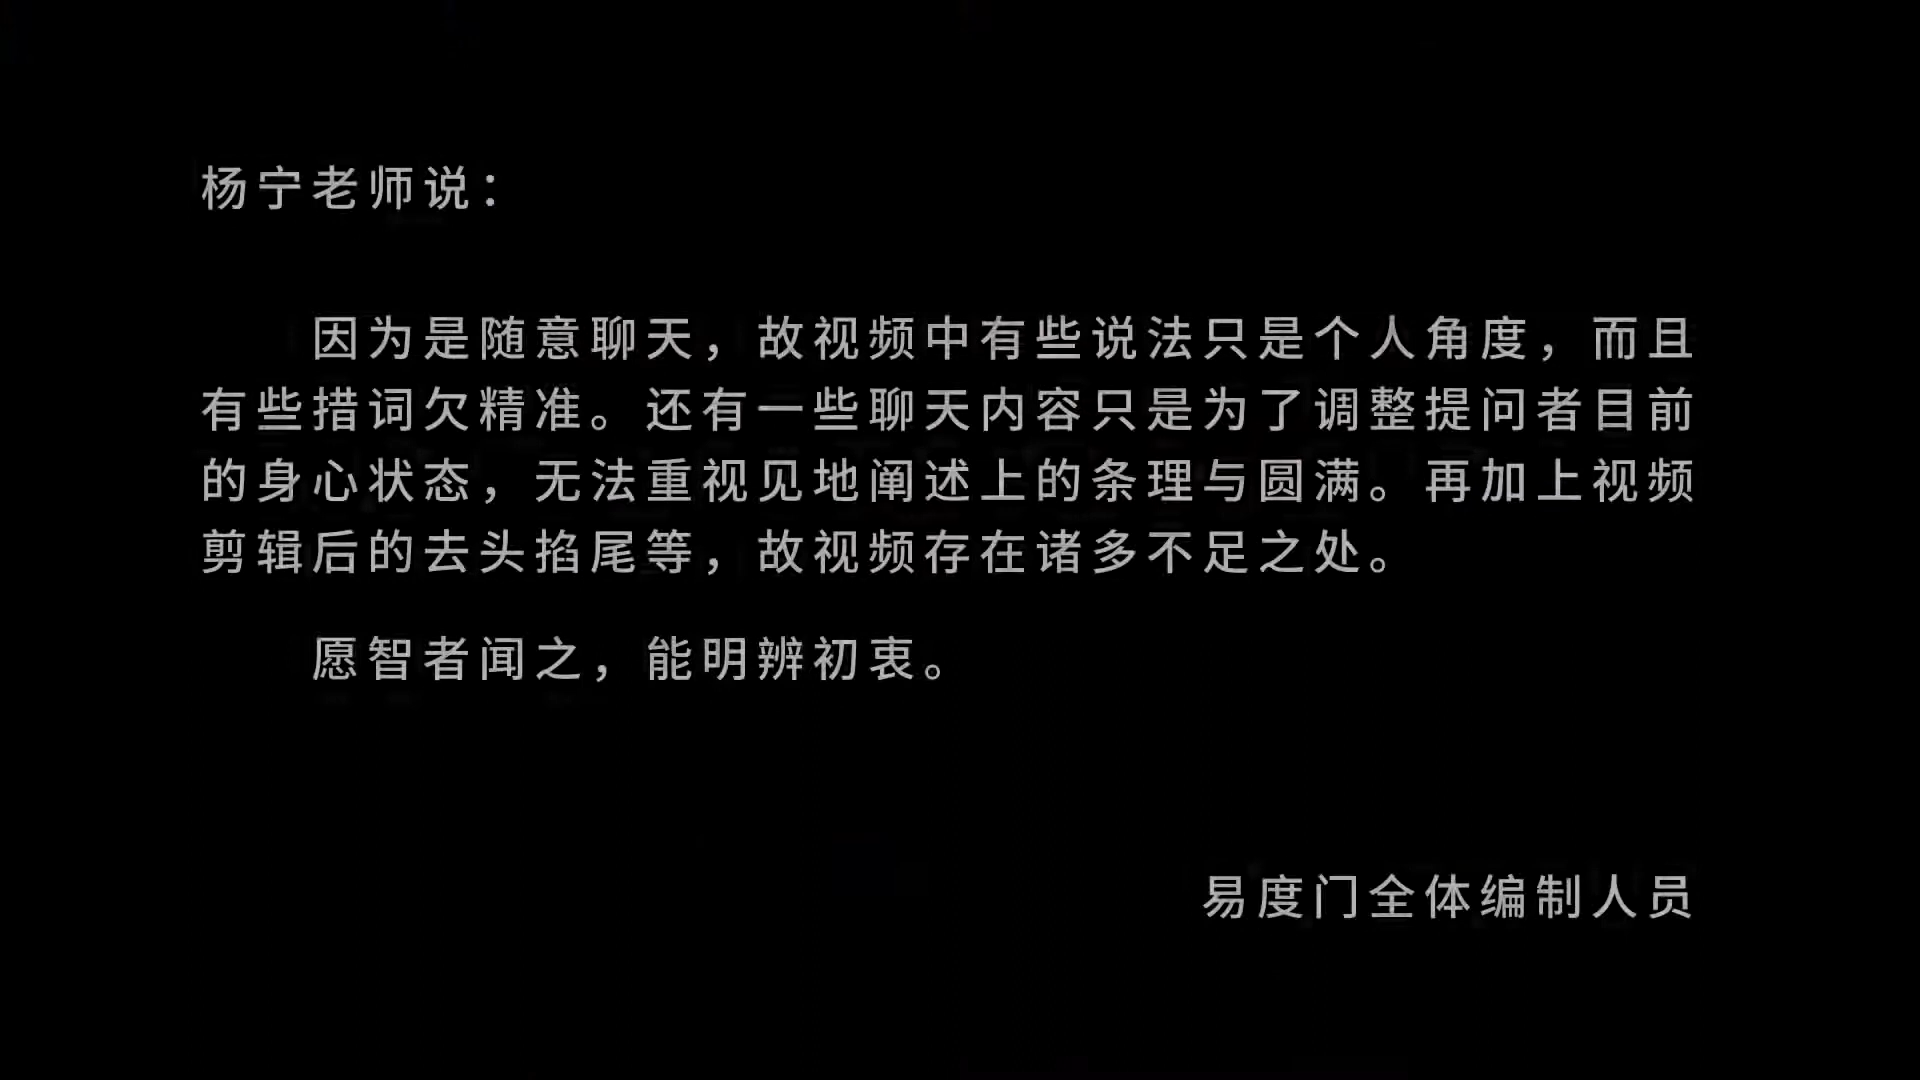 杨宁老师说：
因为是随意聊天，故视频中有些说法只是个人角度，而且
有些措词欠精准。还有一些聊天内容只是为了调整提问者目前
的身心状态，无法重视见地阐述上的条理与圆满。再加上视频
剪辑后的去头掐尾等，故视频存在诸多不足之处。
愿智者闻之，能明辨初衷。
易度门全体编制人员